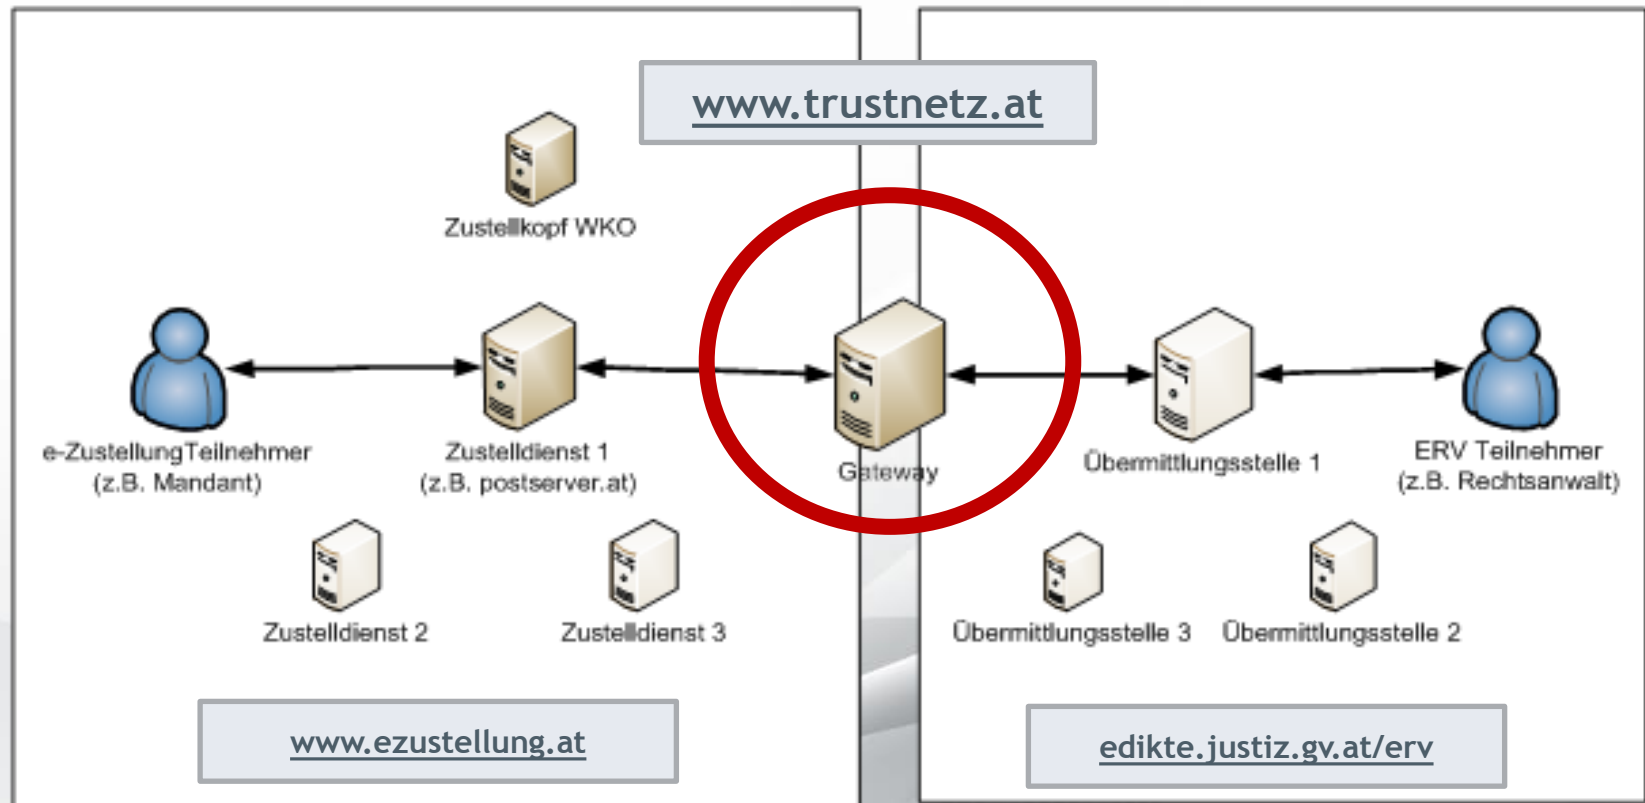 www.trustnetz.at
Zustellkopf WKO
e-ZustellungTeilnehmer
(z.B. Mandant)
Zustelldienst 1
(z.B. postserver.at)
Gateway
Übermittlungsstelle 1
ERV Teilnehmer
(z.B. Rechtsanwalt)
Zustelldienst 2
Zustelldienst 3
Übermittlungsstelle 3
Übermittlungsstelle 2
www.ezustellung.at
edikte.justiz.gv.at/erv